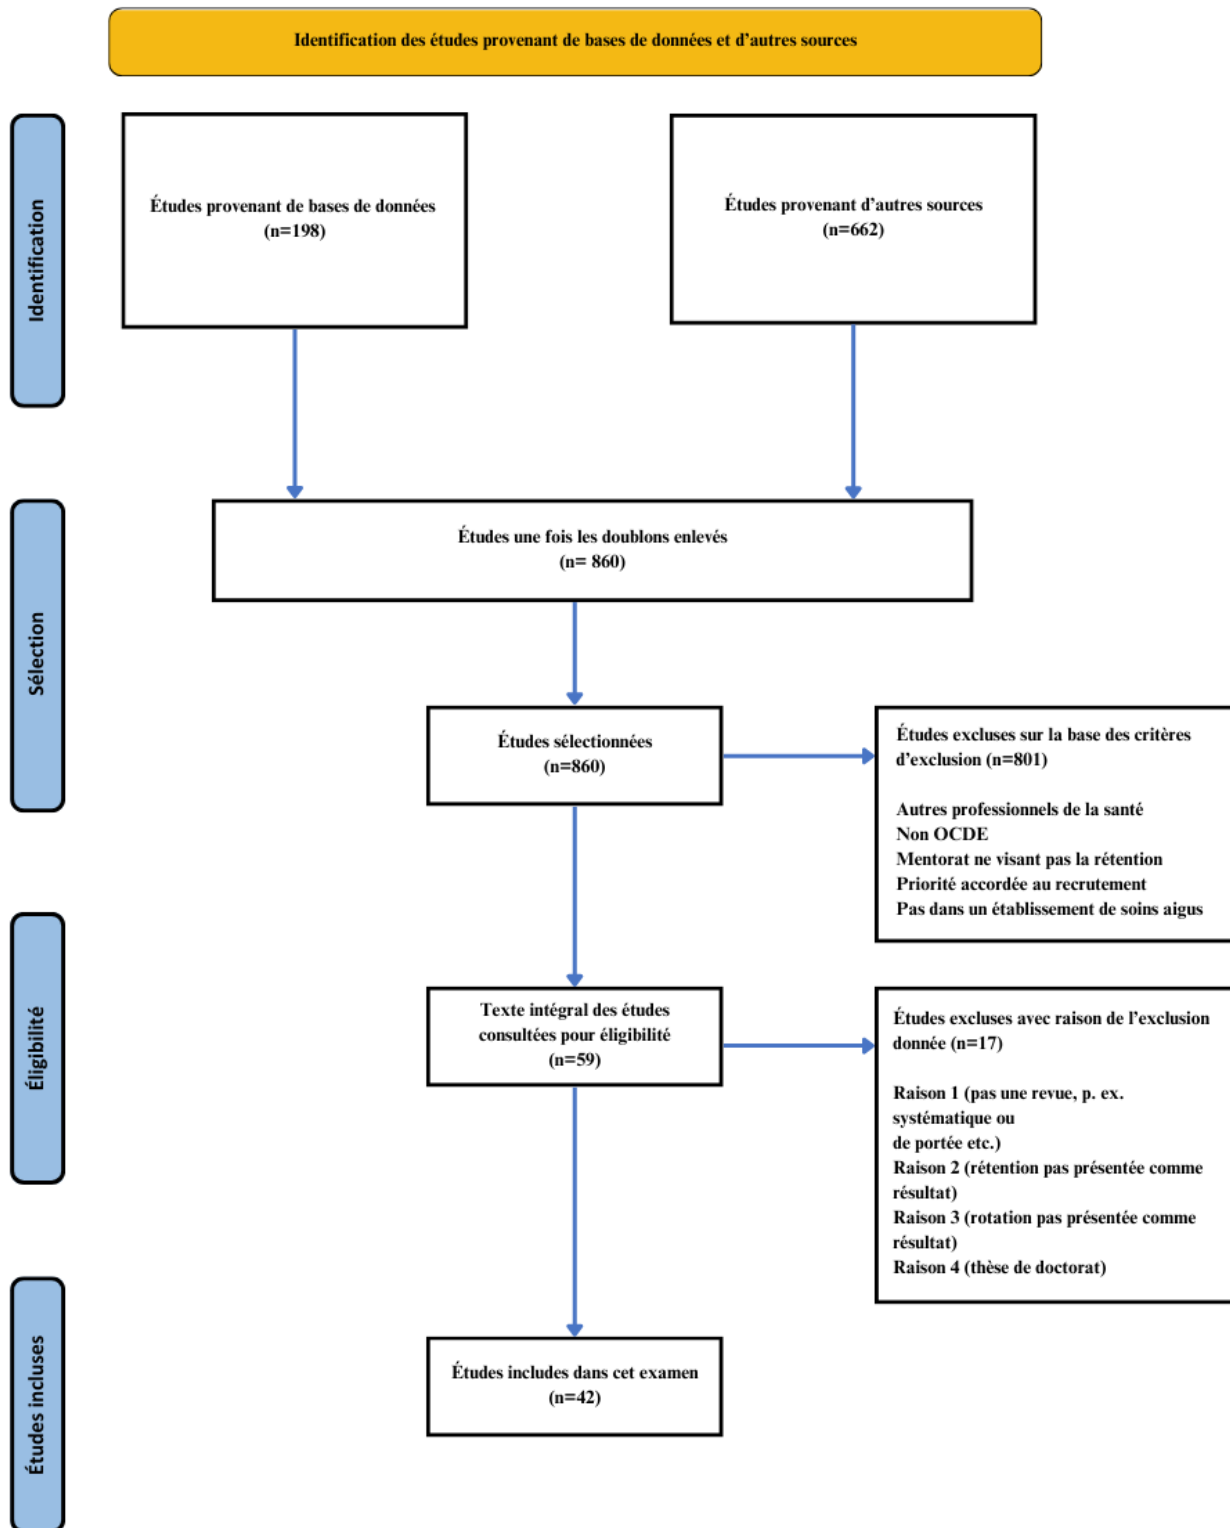 Identification des études provenant de bases de données et d'autres sources
Identification
Études provenant de bases de données
(n=198)
Études provenant d'autres sources
(n=662)
Sélection
Études une fois les doublons enlevés
(n= 860)
Études sélectionnées
(n=860)
Études excluses sur la base des critères
d'exclusion (n=801)
Autres professionnels de la santé
Non OCDE
Mentorat ne visant pas la rétention
Priorité accordée au recrutement
Pas dans un établissement de soins aigus
Éligibilité
Texte intégral des études
consultées pour éligibilité
(n=59)
Études excluses avec raison de l'exclusion
donnée (n=17)
Raison 1 (pas une revue, p. ex.
systématique ou
de portée etc.)
Raison 2 (rétention pas présentée comme
résultat)
Raison 3 (rotation pas présentée comme
résultat)
Raison 4 (thèse de doctorat)
Études incluses
Études includes dans cet examen
(n=42)